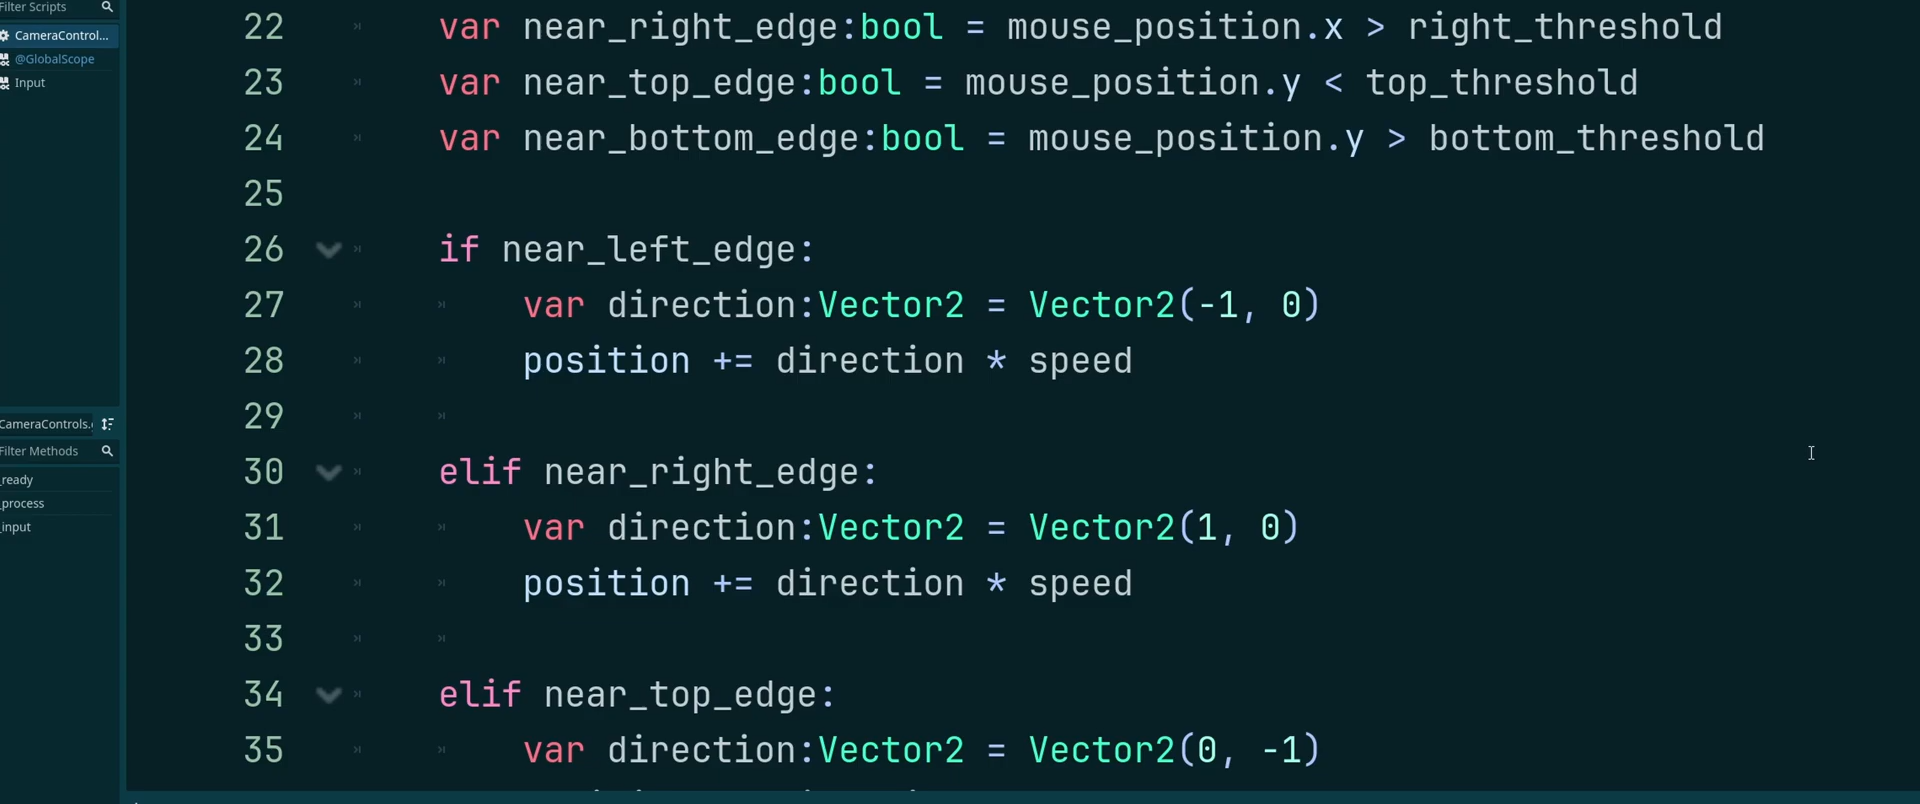 Filter Scripts
CameraControl...
@GlobalScope
Input
CameraControls.
Filter Methods
_ready
_process
_input
22 var near_right_edge:bool = mouse_position.x > right_threshold
23 var near_top_edge:bool = mouse_position.y < top_threshold
24 var near_bottom_edge:bool = mouse_position.y > bottom_threshold
25
26 if near_left_edge:
27 var direction:Vector2 = Vector2(-1, 0)
28 position += direction * speed
29
30 elif near_right_edge:
31 var direction:Vector2 = Vector2(1, 0)
32 position += direction * speed
33
34 elif near_top_edge:
35 var direction:Vector2 = Vector2(0, -1)